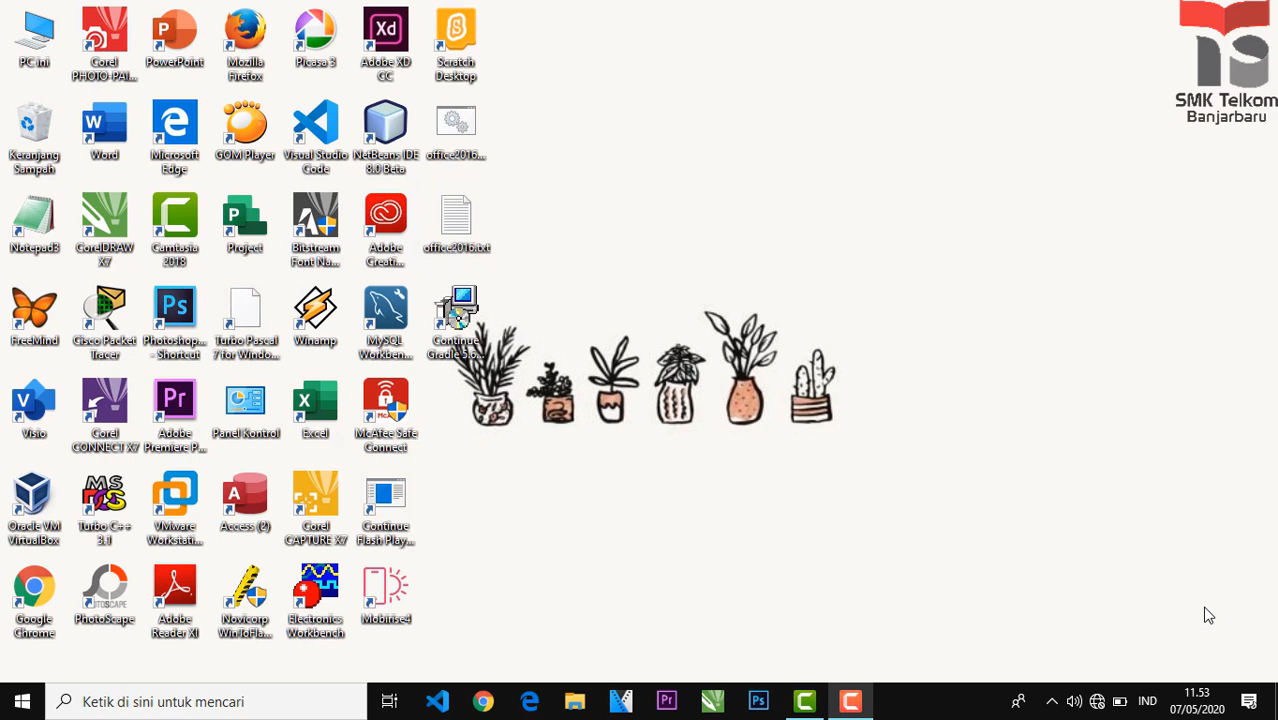 PC ini
Corel
PHOTO-PAI...
PowerPoint
Mozilla
Firefox
Picasa 3
Adobe XD
CC
Scratch
Desktop
Keranjang
Sampah
Word
Microsoft
Edge
GOM Player
Visual Studio
Code
NetBeans IDE
8.0 Beta
office2016...
Notepad3
CorelDRAW
X7
Camtasia
2018
Project
Bitstream
Font Na...
Adobe
Creati...
office2016.txt
FreeMind
Cisco Packet
Tracer
Photoshop...
- Shortcut
Turbo Pascal
7 for Windo...
Winamp
MySQL
Workben...
Continue
Gradle 5.6...
Visio
Corel
CONNECT X7
Adobe
Premiere P...
Panel Kontrol
Excel
McAfee Safe
Connect
Oracle VM
VirtualBox
Turbo C++
3.1
VMware
Workstati...
Access (2)
Corel
CAPTURE X7
Continue
Flash Play...
Google
Chrome
PhotoScape
Adobe
Reader XI
Novicorp
WinToFla...
Electronics
Workbench
Mobirise4
SMK Telkom
Banjarbaru
Ketik di sini untuk mencari
IND
11.53
07/05/2020